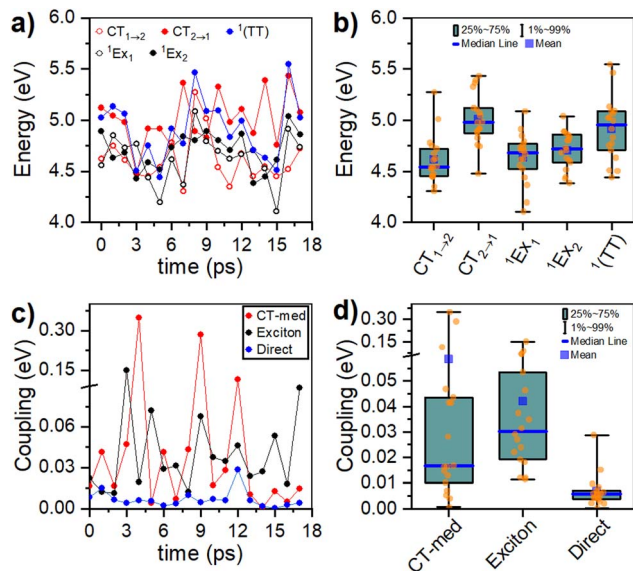 a)
CT1→2 CT2→1 1(TT)
1Ex1 1Ex2
Energy (eV)
6.0
5.5
5.0
4.5
4.0
0 3 6 9 12 15 18
time (ps)
b)
25%~75% 1%~99%
Median Line Mean
Energy (eV)
6.0
5.5
5.0
4.5
4.0
CT1→2 CT2→1 1Ex1 1Ex2 1(TT)
c)
CT-med
Exciton
Direct
Coupling (eV)
0.30
0.15
0.06
0.03
0.00
0 3 6 9 12 15 18
time (ps)
d)
25%~75%
1%~99%
Median Line
Mean
Coupling (eV)
0.30
0.15
0.05
0.04
0.03
0.02
0.01
0.00
CT-med Exciton Direct